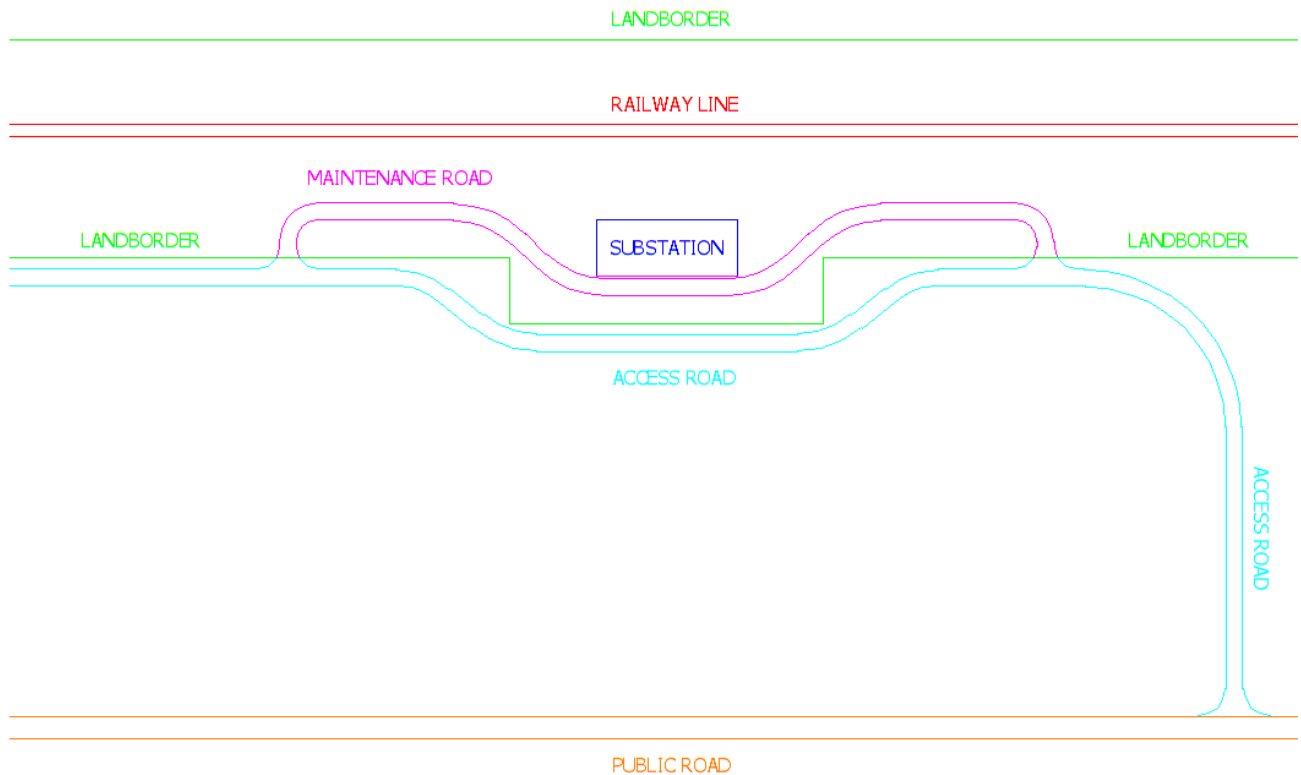 LANDBORDER
RAILWAY LINE
MAINTENANCE ROAD
LANDBORDER
SUBSTATION
LANDBORDER
ACCESS ROAD
ACCESS ROAD
PUBLIC ROAD